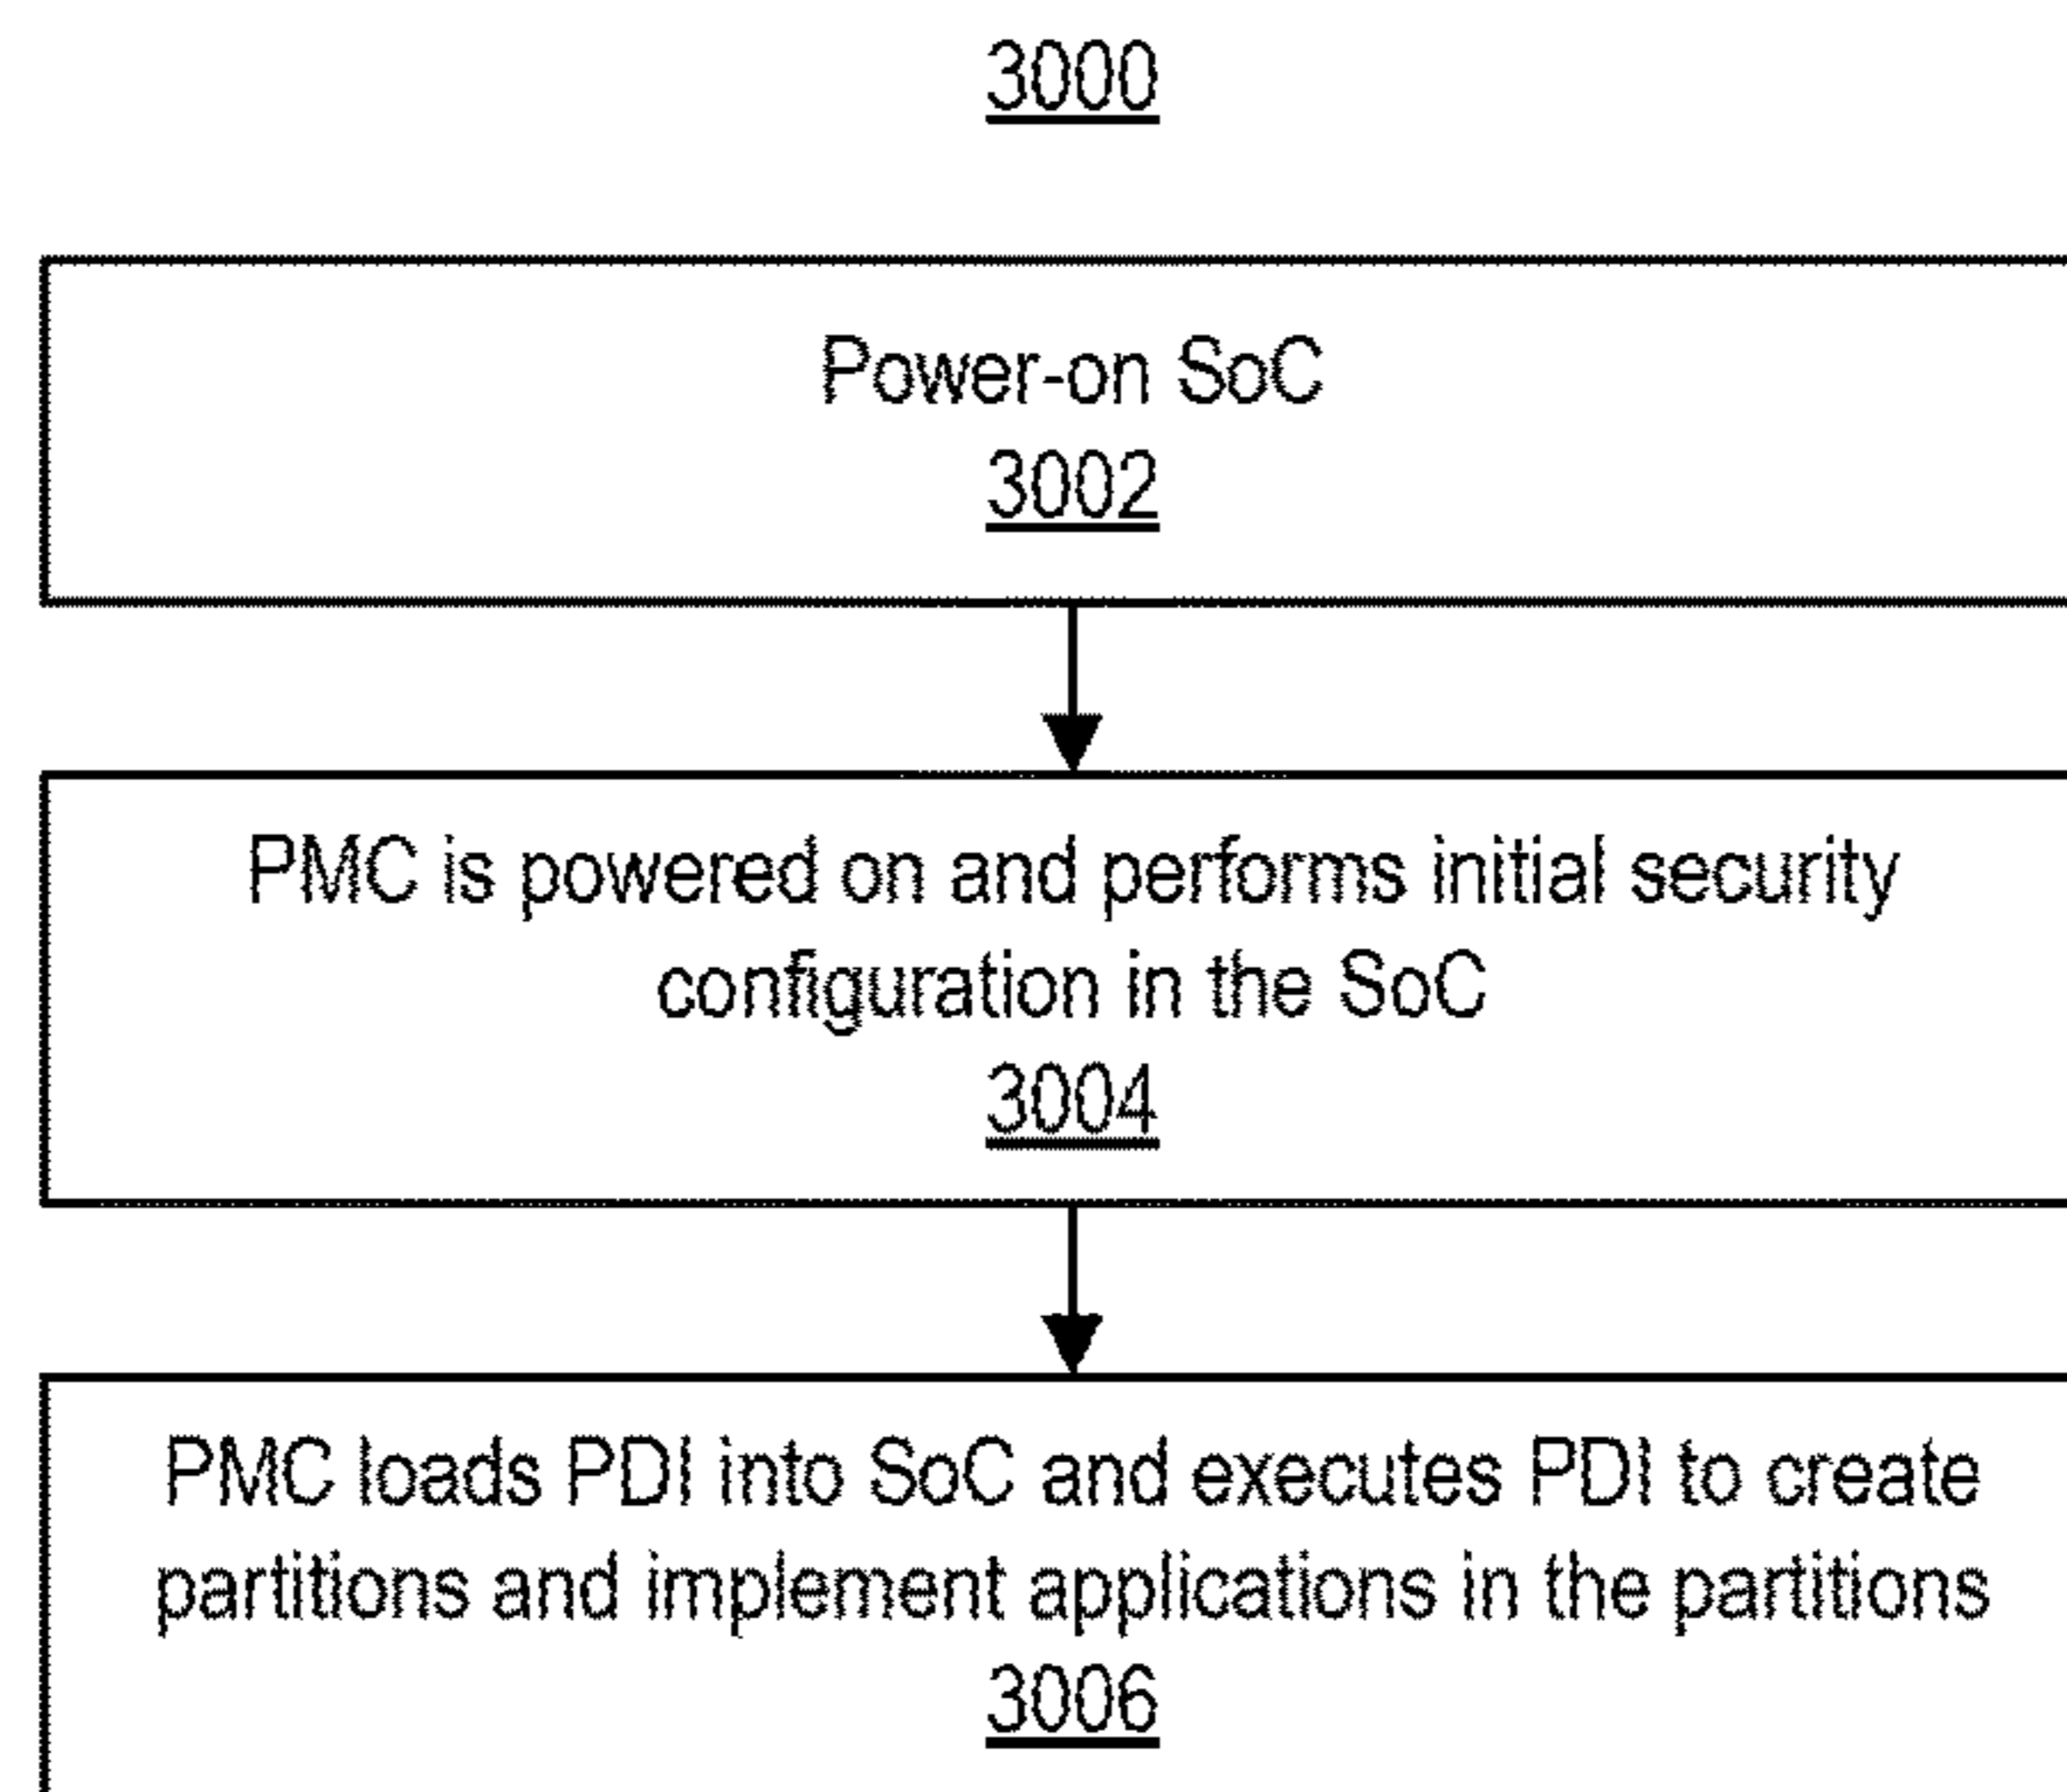 3000
Power-on SoC
3002
PMC is powered on and performs initial security
configuration in the SoC
3004
PMC loads PDI into SoC and executes PDI to create
partitions and implement applications in the partitions
3006